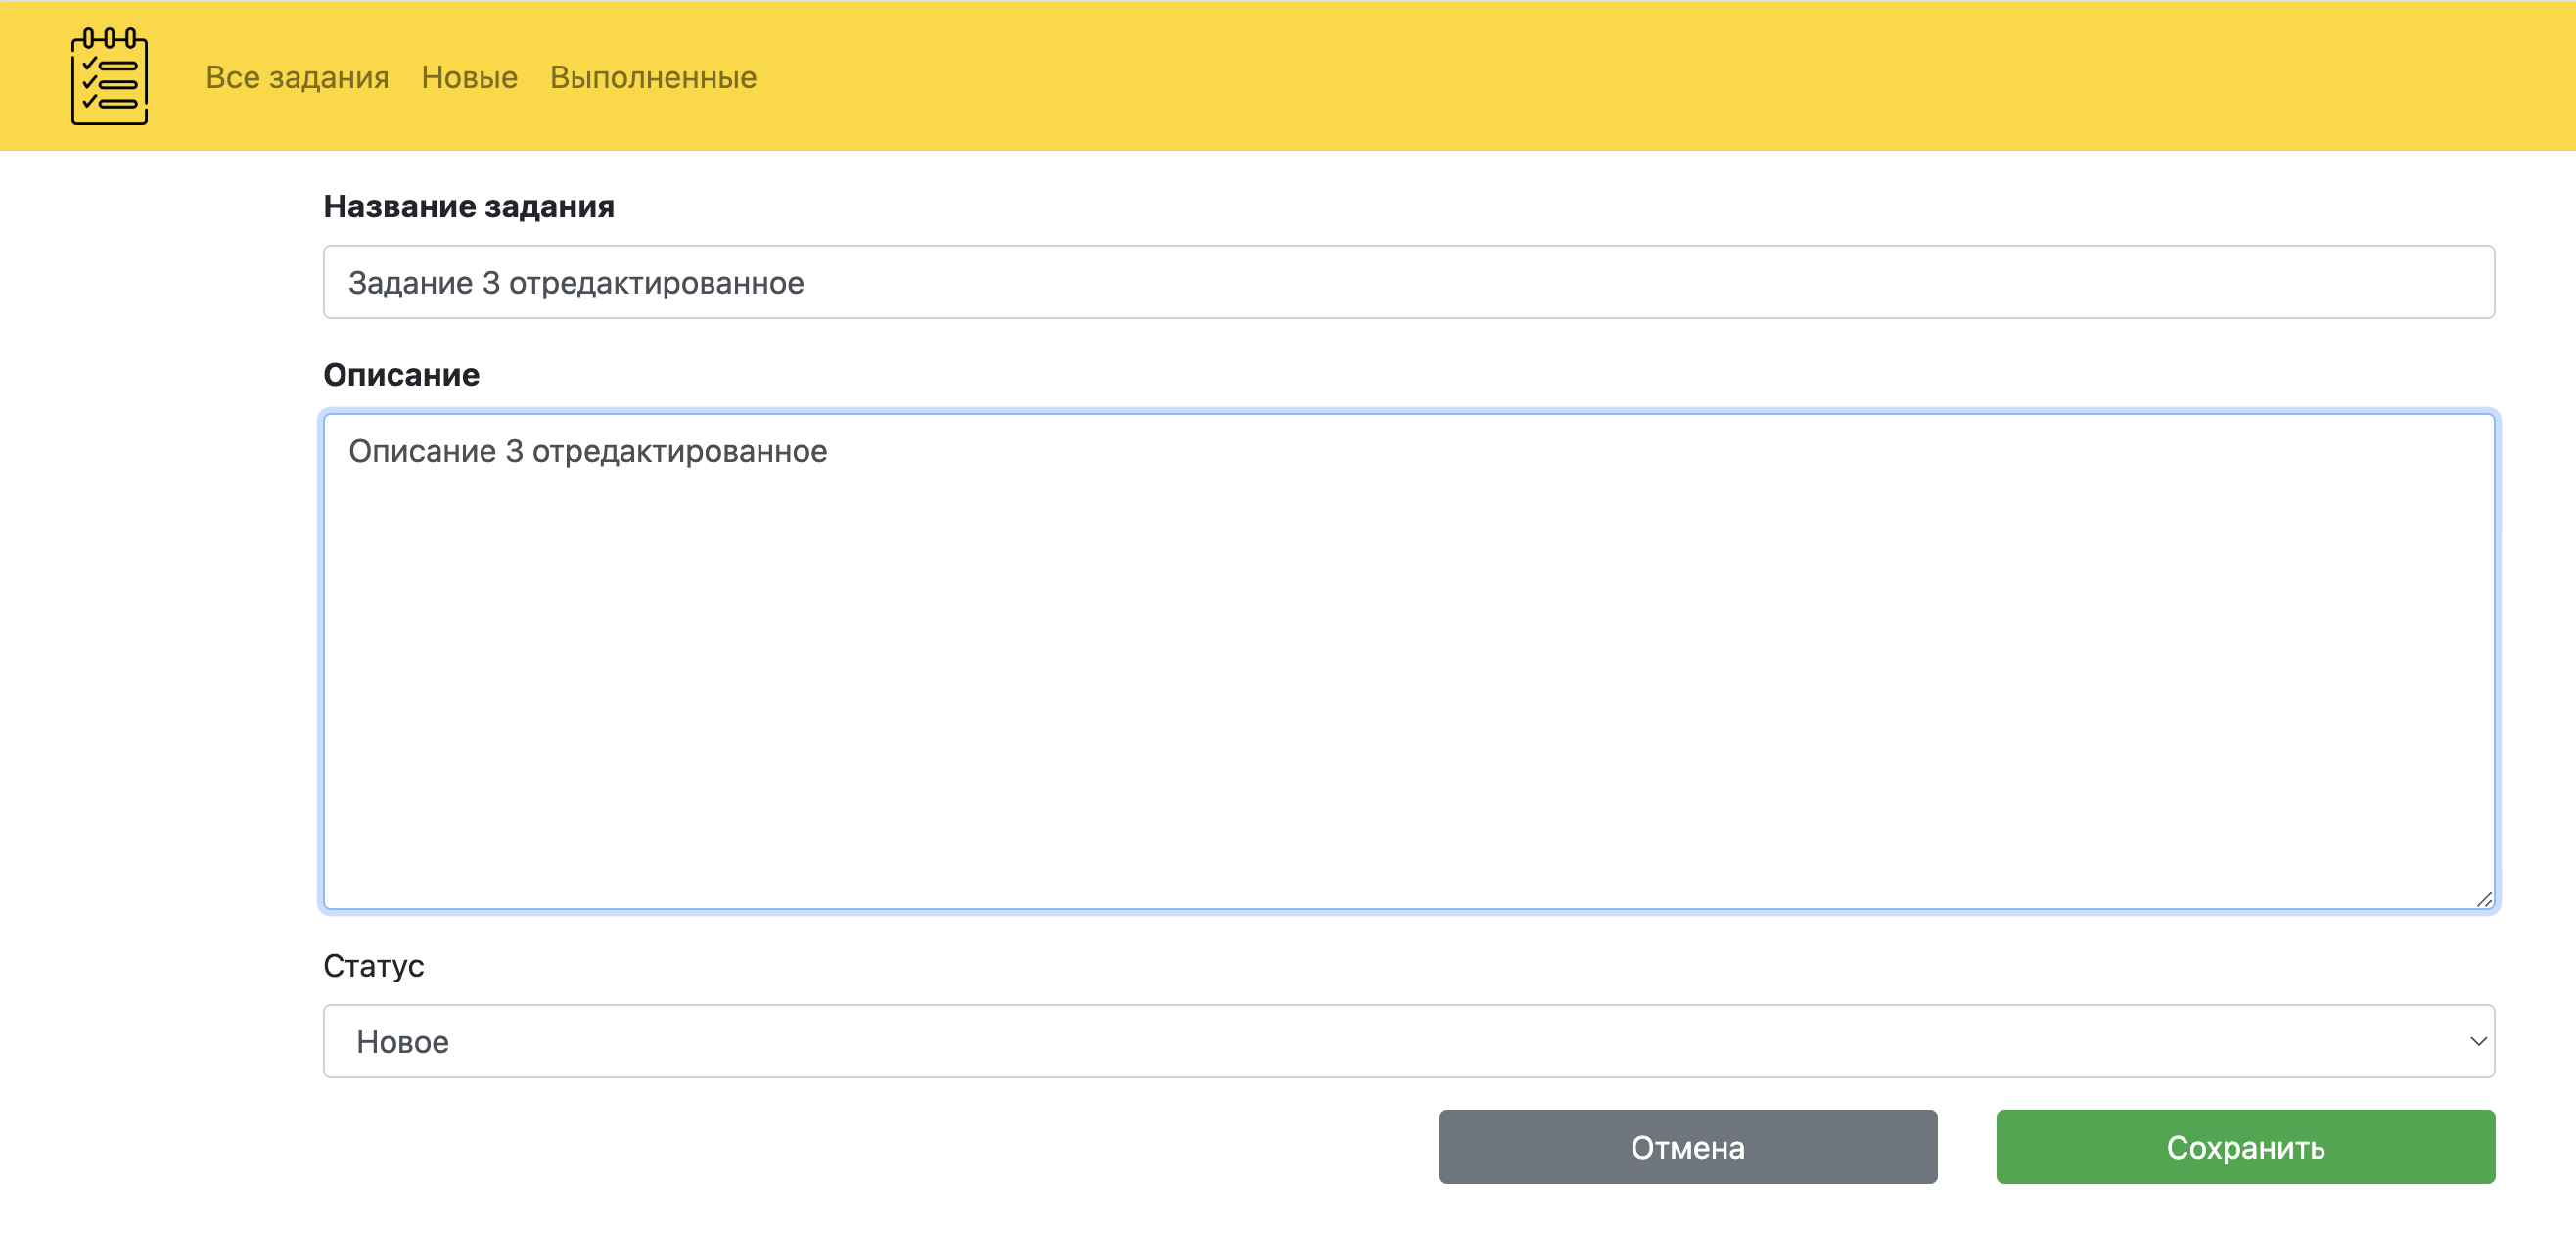 Все задания Новые Выполненные
Название задания
Задание 3 отредактированное
Описание
Описание 3 отредактированное
Статус
Новое
Отмена Сохранить